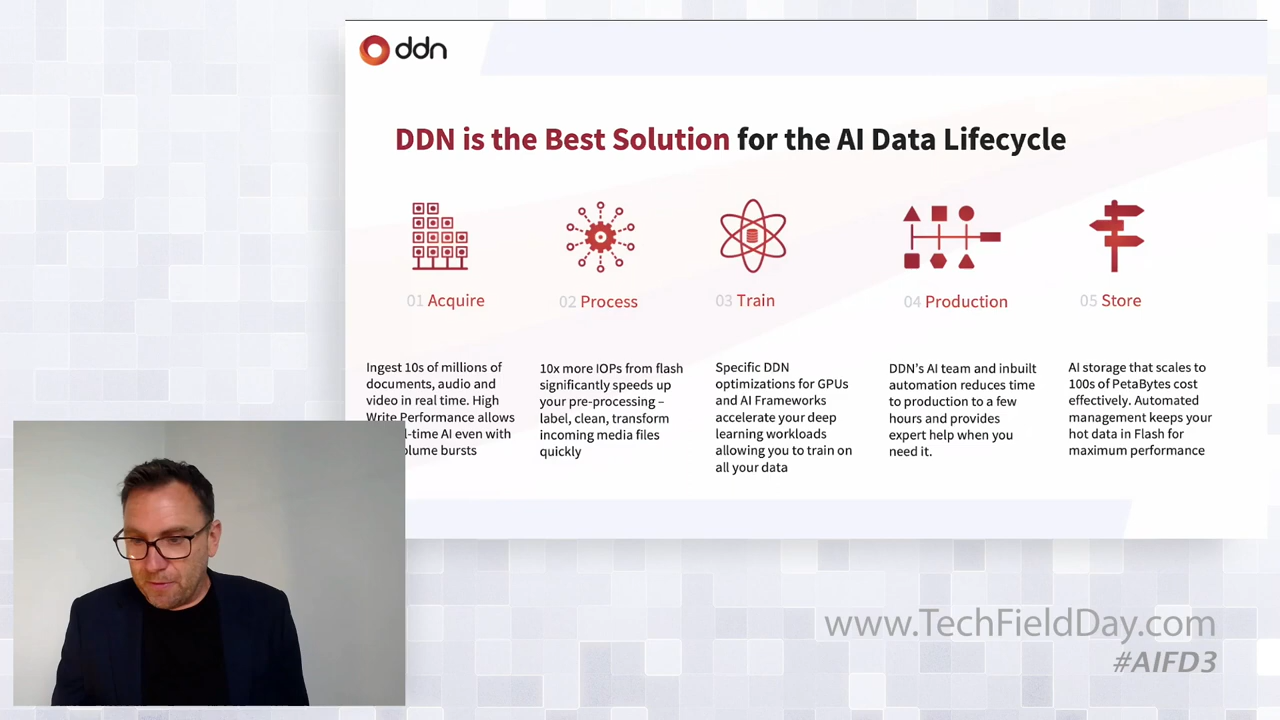 ddn
DDN is the Best Solution for the AI Data Lifecycle
01 Acquire
02 Process
03 Train
04 Production
05 Store
Ingest 10s of millions of
documents, audio and
video in real time. High
Write Performance allows
l-time AI even with
olume bursts
10x more IOPs from flash
significantly speeds up
your pre-processing –
label, clean, transform
incoming media files
quickly
Specific DDN
optimizations for GPUs
and AI Frameworks
accelerate your deep
learning workloads
allowing you to train on
all your data
DDN's AI team and inbuilt
automation reduces time
to production to a few
hours and provides
expert help when you
need it.
AI storage that scales to
100s of PetaBytes cost
effectively. Automated
management keeps your
hot data in Flash for
maximum performance
www.TechFieldDay.com
#AIFD3